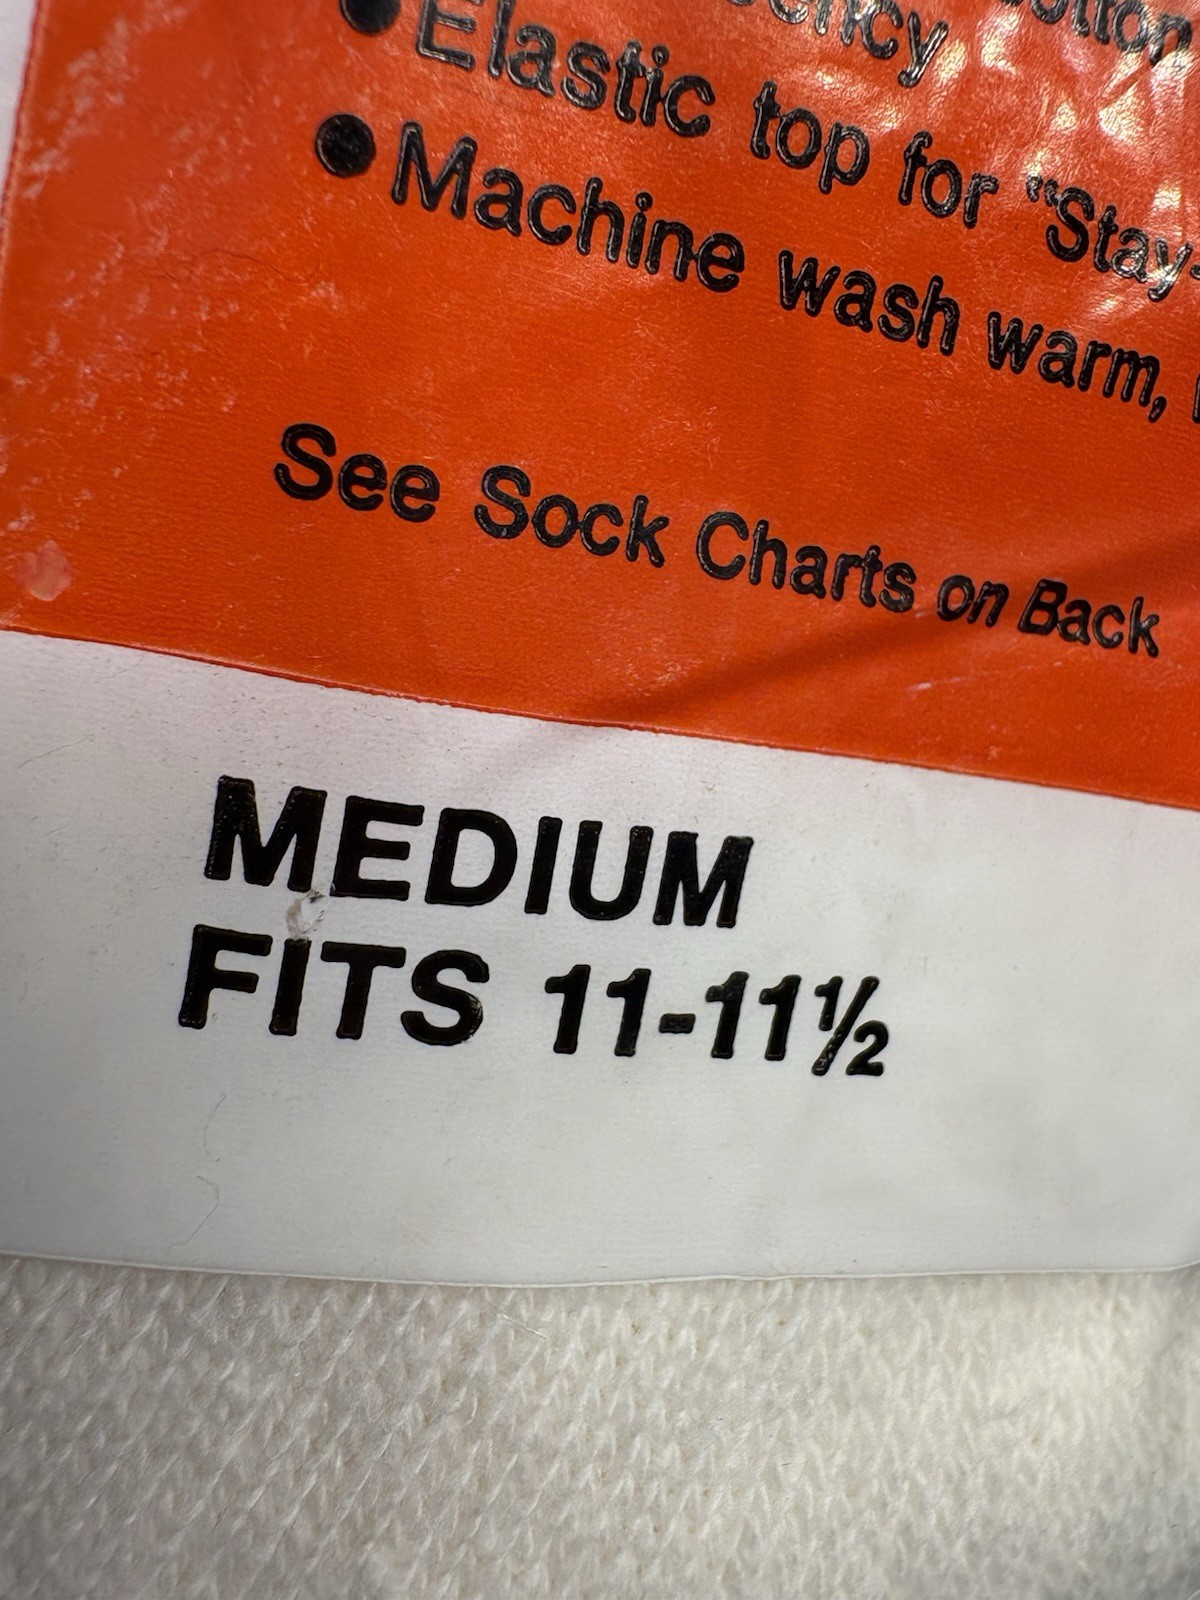 ● Elastic top for "Stay-
● Machine wash warm,
See Sock Charts on Back
MEDIUM
FITS 11-11½